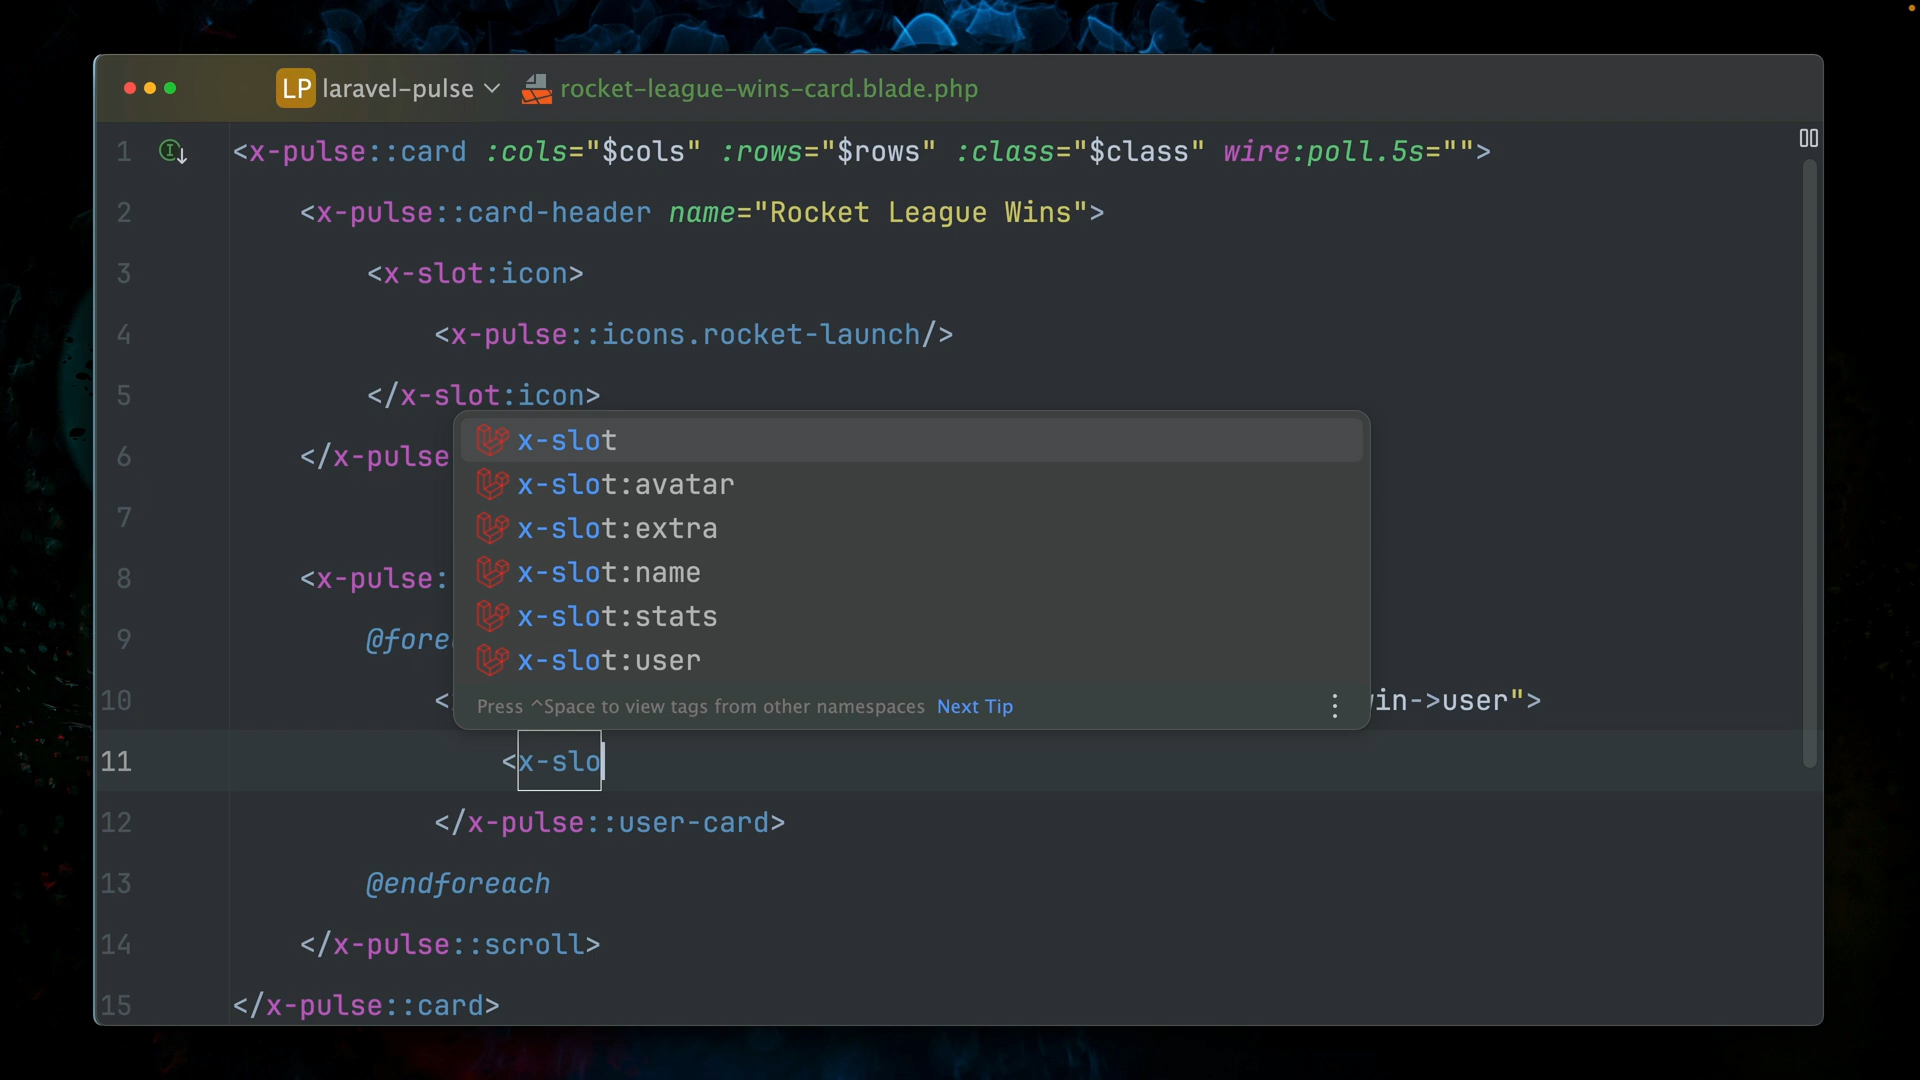 LP laravel-pulse rocket-league-wins-card.blade.php
1 <x-pulse::card :cols="$cols" :rows="$rows" :class="$class" wire:poll.5s="">
2 <x-pulse::card-header name="Rocket League Wins">
3 <x-slot:icon>
4 <x-pulse::icons.rocket-launch/>
5 </x-slot:icon>
6 </x-pulse
x-slot
x-slot:avatar
7
x-slot:extra
x-slot:name
8 <x-pulse:
x-slot:stats
9 @fore
x-slot:user
10 < in->user">
Press ^Space to view tags from other namespaces Next Tip
11 <x-slo
12 </x-pulse::user-card>
13 @endforeach
14 </x-pulse::scroll>
15 </x-pulse::card>